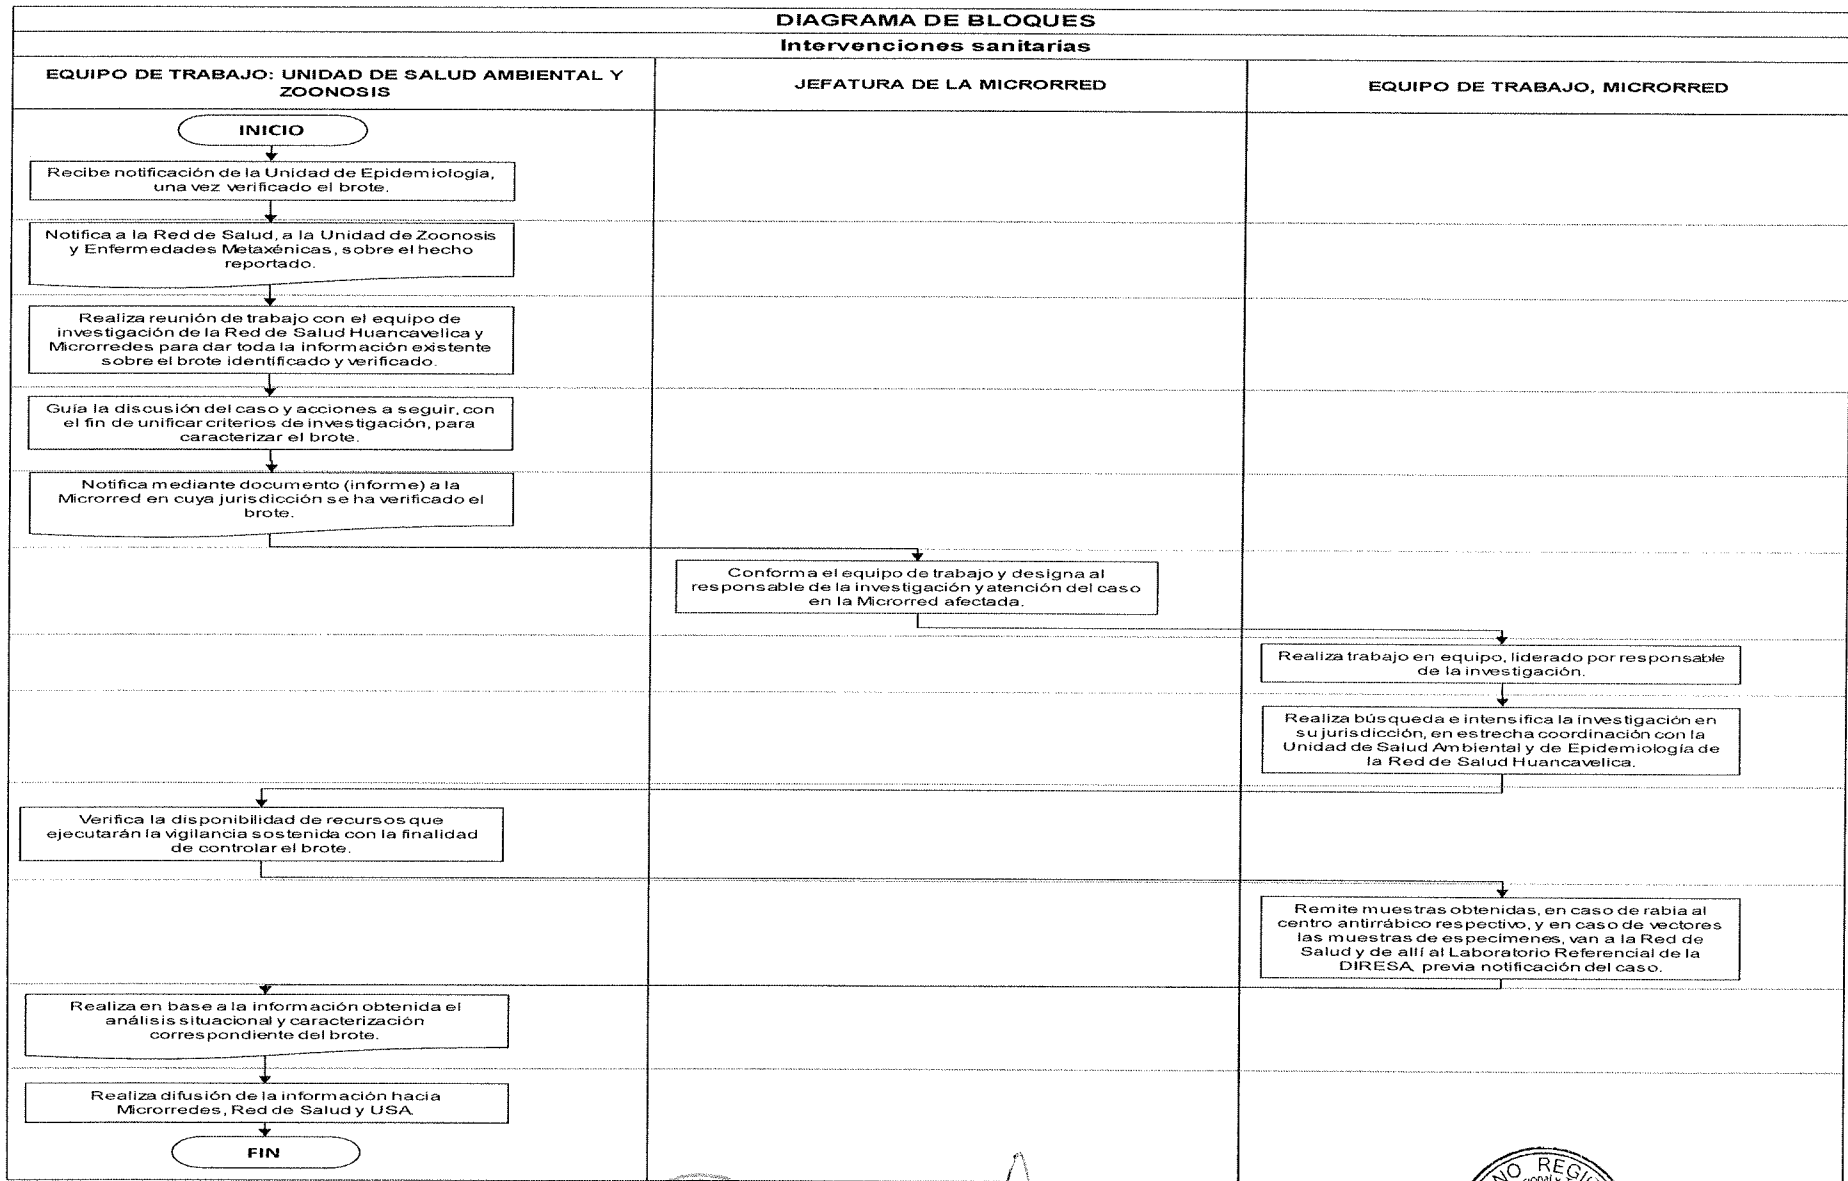 DIAGRAMA DE BLOQUES
Intervenciones sanitarias
EQUIPO DE TRABAJO: UNIDAD DE SALUD AMBIENTAL Y
ZOONOSIS
JEFATURA DE LA MICRORRED
EQUIPO DE TRABAJO, MICRORRED
INICIO
Recibe notificación de la Unidad de Epidemiología,
una vez verificado el brote.
Notifica a la Red de Salud, a la Unidad de Zoonosis
y Enfermedades Metaxénicas, sobre el hecho
reportado.
Realiza reunión de trabajo con el equipo de
investigación de la Red de Salud Huancavelica y
Microrredes para dar toda la información existente
sobre el brote identificado y verificado.
Guía la discusión del caso y acciones a seguir, con
el fin de unificar criterios de investigación, para
caracterizar el brote.
Notifica mediante documento (informe) a la
Microrred en cuya jurisdicción se ha verificado el
brote.
Conforma el equipo de trabajo y designa al
responsable de la investigación y atención del caso
en la Microrred afectada.
Realiza trabajo en equipo, liderado por responsable
de la investigación.
Realiza búsqueda e intensifica la investigación en
su jurisdicción, en estrecha coordinación con la
Unidad de Salud Ambiental y de Epidemiología de
la Red de Salud Huancavelica.
Verifica la disponibilidad de recursos que
ejecutarán la vigilancia sostenida con la finalidad
de controlar el brote.
Remite muestras obtenidas, en caso de rabia al
centro antirrábico respectivo, y en caso de vectores
las muestras de especímenes, van a la Red de
Salud y de allí al Laboratorio Referencial de la
DIRESA, previa notificación del caso.
Realiza en base a la información obtenida el
análisis situacional y caracterización
correspondiente del brote.
Realiza difusión de la información hacia
Microrredes, Red de Salud y USA.
FIN